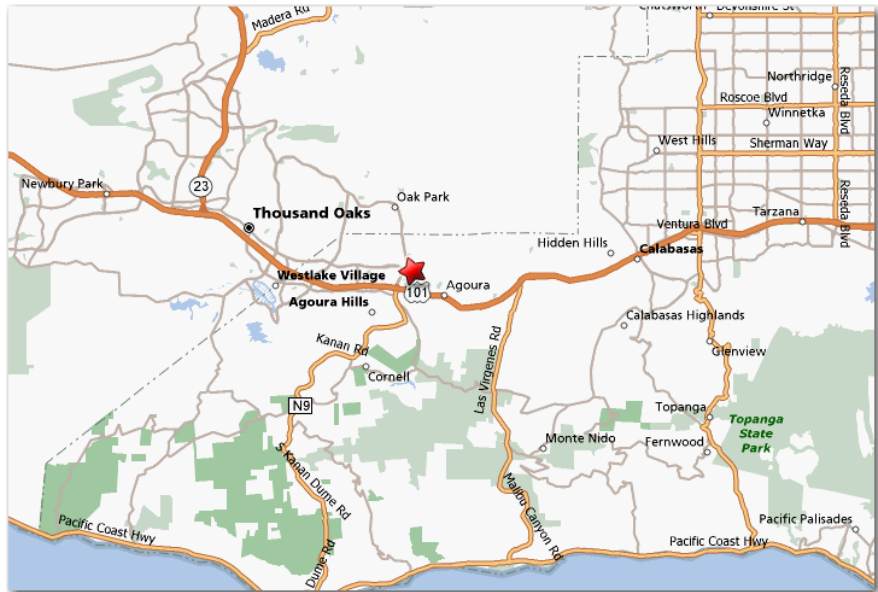 Chatsworth
Devonshire St
Madera Rd
Northridge
Reseda Blvd
Roscoe Blvd
Winnetka
West Hills
Sherman Way
Newbury Park
23
Oak Park
Reseda Blvd
Thousand Oaks
Ventura Blvd
Tarzana
Hidden Hills
Calabasas
Westlake Village
101
Agoura
Agoura Hills
Calabasas Highlands
Kanan Rd
Las Virgenes Rd
Glenview
Cornell
N9
Topanga
Topanga
State
Park
Monte Nido
Fernwood
S Kanan Dume Rd
Malibu Canyon Rd
Pacific Coast Hwy
Dume Rd
Pacific Coast Hwy
Pacific Palisades